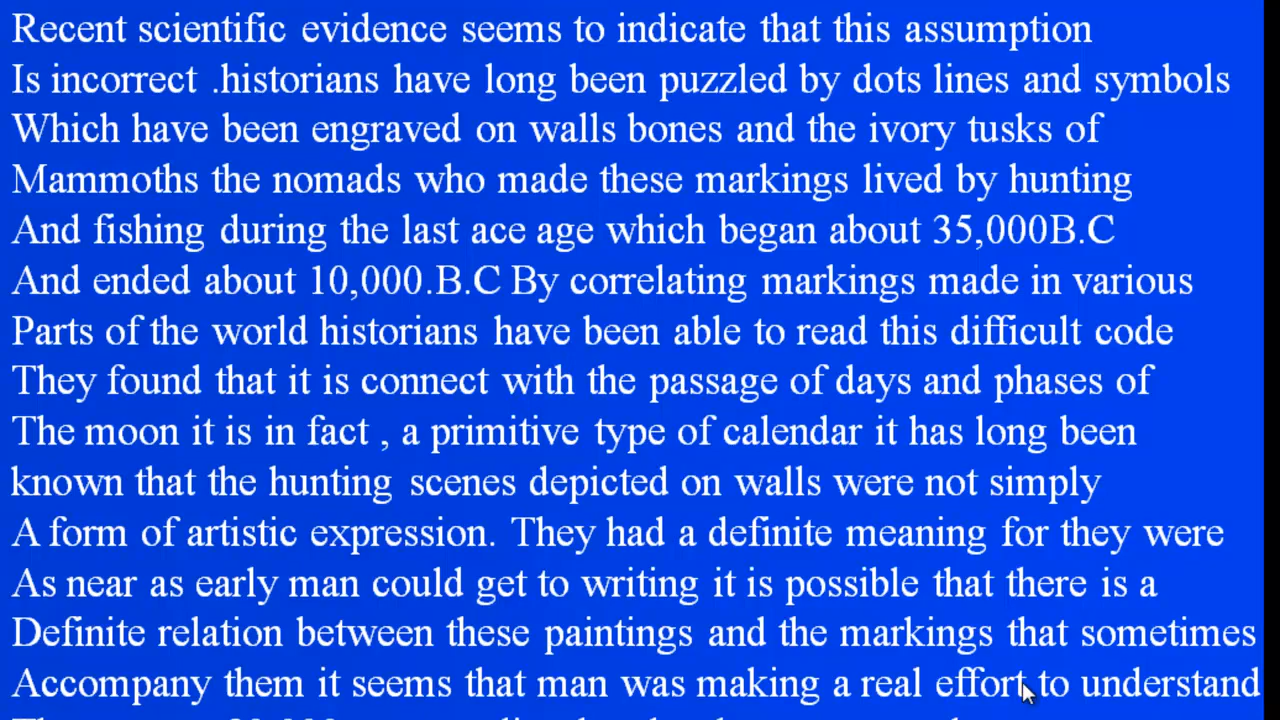 Recent scientific evidence seems to indicate that this assumption
Is incorrect .historians have long been puzzled by dots lines and symbols
Which have been engraved on walls bones and the ivory tusks of
Mammoths the nomads who made these markings lived by hunting
And fishing during the last ace age which began about 35,000B.C
And ended about 10,000.B.C By correlating markings made in various
Parts of the world historians have been able to read this difficult code
They found that it is connect with the passage of days and phases of
The moon it is in fact , a primitive type of calendar it has long been
known that the hunting scenes depicted on walls were not simply
A form of artistic expression. They had a definite meaning for they were
As near as early man could get to writing it is possible that there is a
Definite relation between these paintings and the markings that sometimes
Accompany them it seems that man was making a real effort to understand